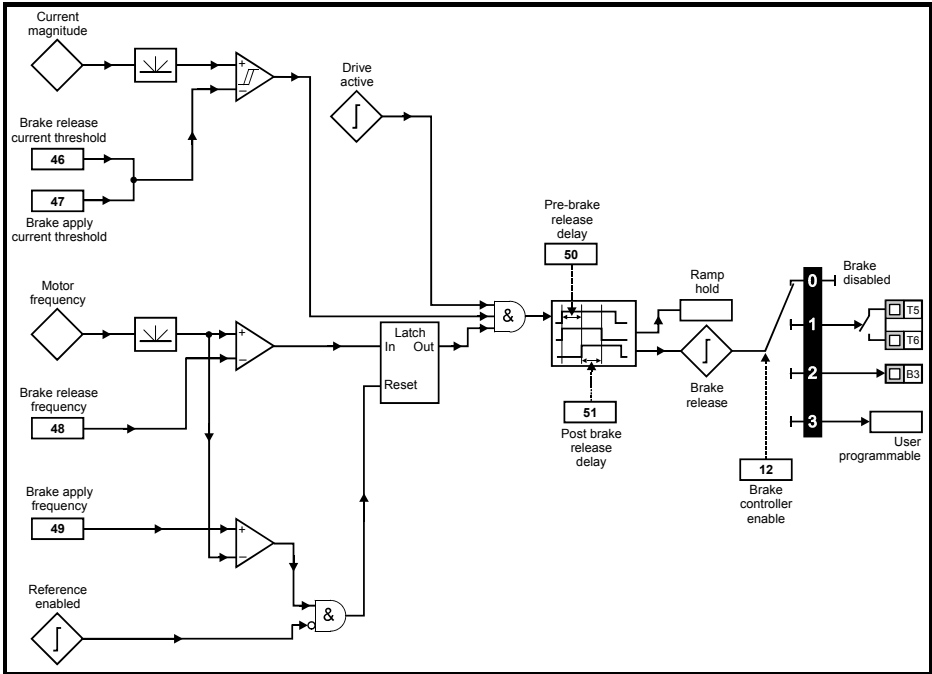 Current
magnitude
+
−
Brake release
current threshold
46
47
Brake apply
current threshold
Drive
active
Motor
frequency
+
−
Brake release
frequency
48
Latch
In Out
Reset
Brake apply
frequency
49
+
−
Reference
enabled
&
&
Pre-brake
release
delay
50
51
Post brake
release
delay
Ramp
hold
Brake
release
12
Brake
controller
enable
0
1
2
3
Brake
disabled
T5
T6
B3
User
programmable